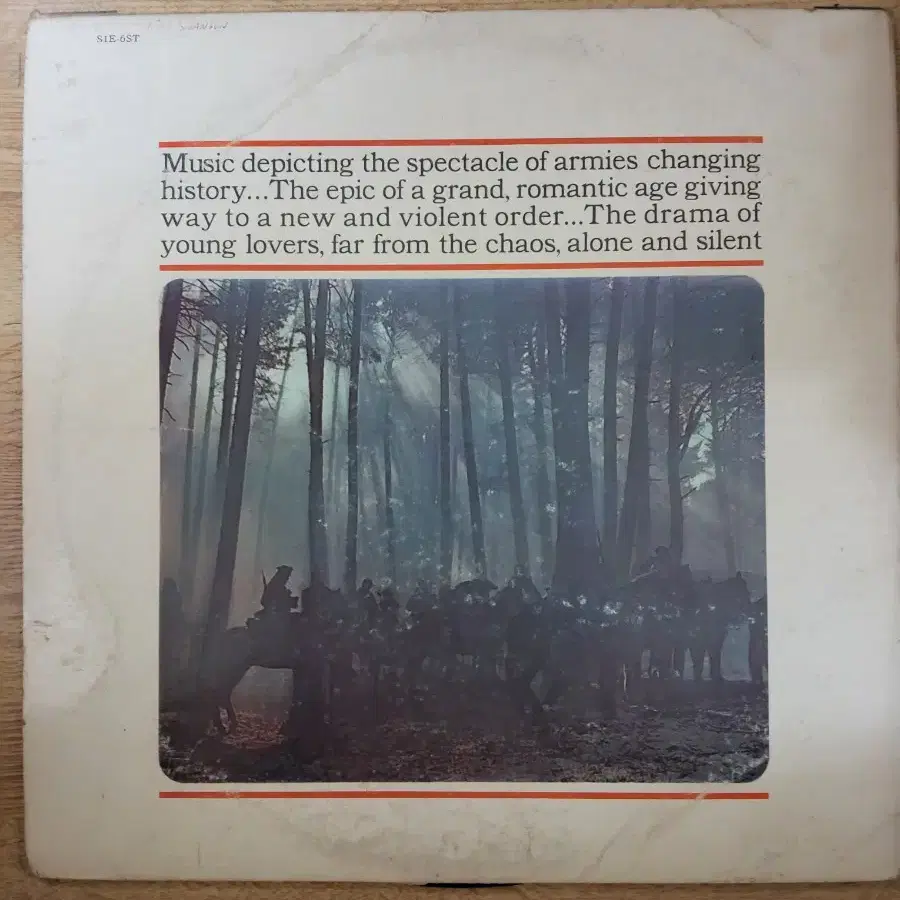 S1E-6ST
Music depicting the spectacle of armies changing
history...The epic of a grand, romantic age giving
way to a new and violent order...The drama of
young lovers, far from the chaos, alone and silent